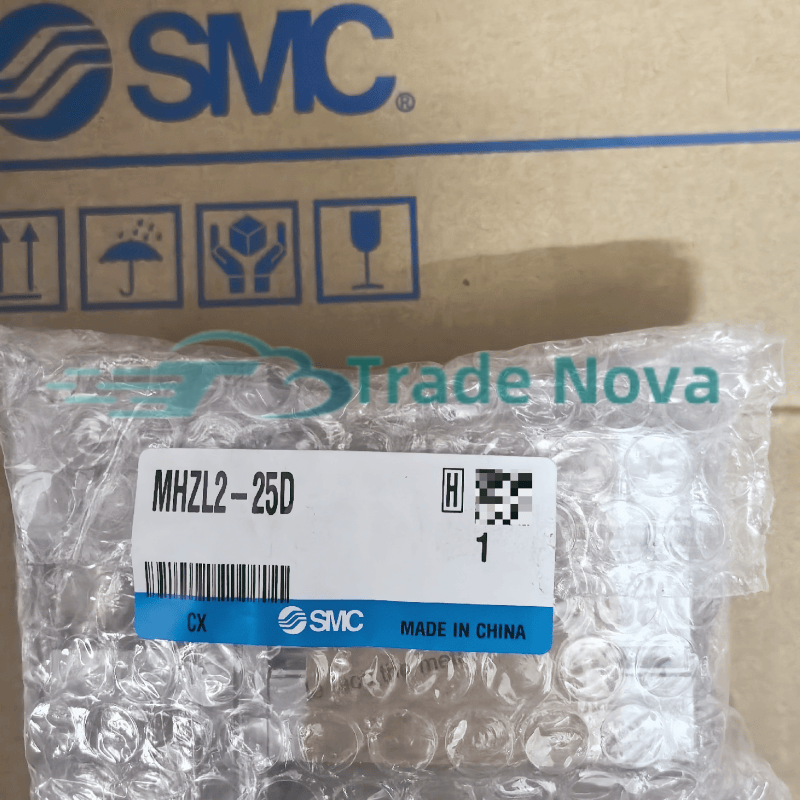 SMC®
Trade Nova
MHZL2-25D
H
1
CX
SMC
MADE IN CHINA